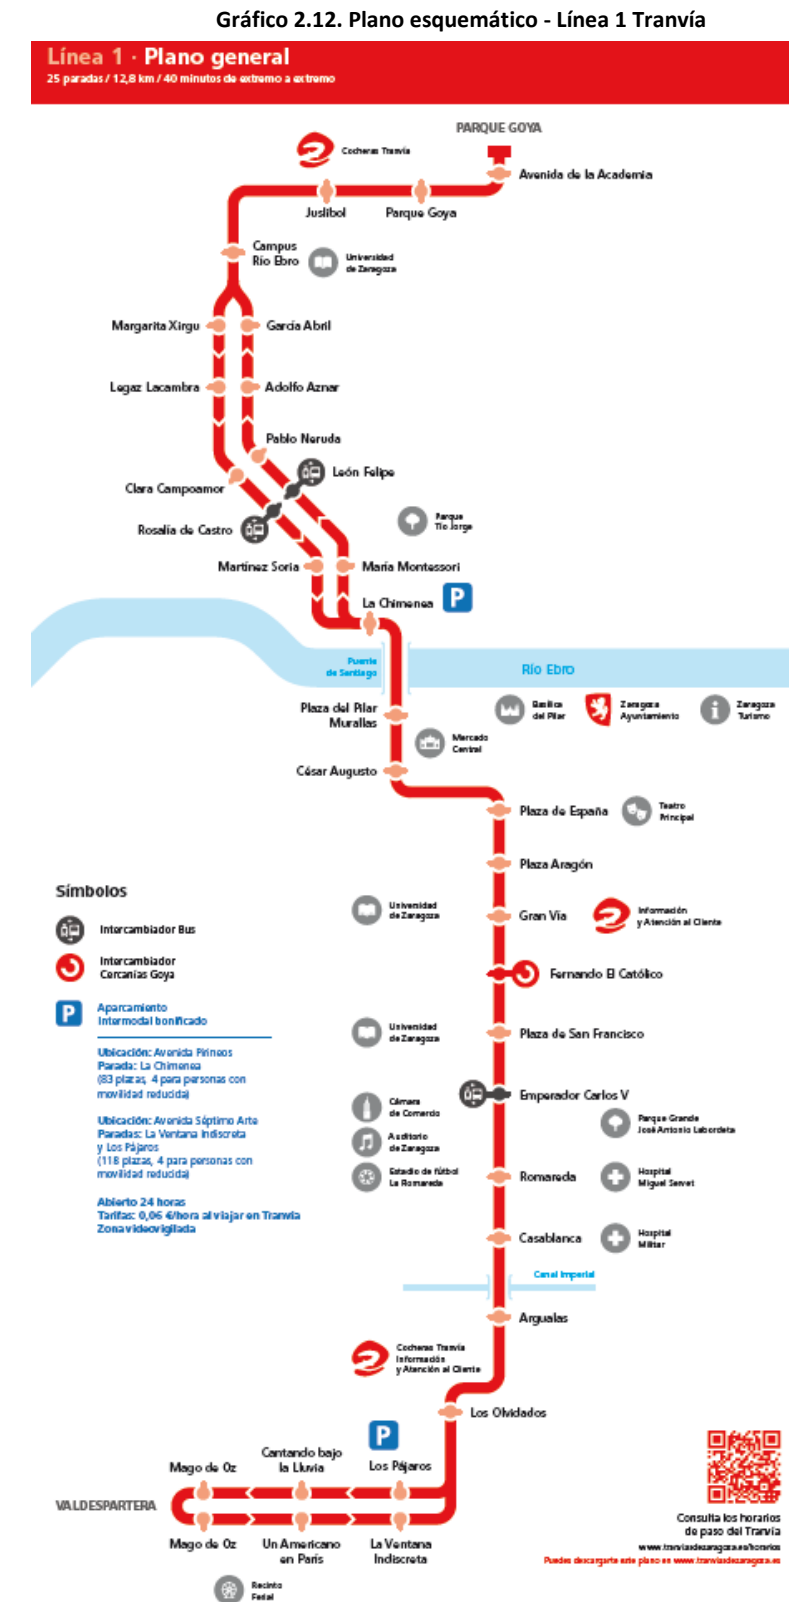 Gráfico 2.12. Plano esquemático - Línea 1 Tranvía
Línea 1 · Plano general
25 paradas / 12,8 km / 40 minutos de extremo a extremo
PARQUE GOYA
Cocheras Tranvía
Avenida de la Academia
Juslibol
Parque Goya
Campus
Río Ebro
Universidad
de Zaragoza
Margarita Xirgu
García Abril
Legaz Lacambra
Adolfo Aznar
Pablo Neruda
León Felipe
Clara Campoamor
Rosalía de Castro
Parque
Tío Jorge
Martínez Soria
María Montessori
La Chimenea
P
Puente
de Santiago
Río Ebro
Plaza del Pilar
Murallas
Basílica
del Pilar
Zaragoza
Ayuntamiento
Zaragoza
Turismo
Mercado
Central
César Augusto
Plaza de España
Teatro
Principal
Plaza Aragón
Universidad
de Zaragoza
Gran Vía
Información
y Atención al Cliente
Fernando El Católico
Universidad
de Zaragoza
Plaza de San Francisco
Emperador Carlos V
Cámara
de Comercio
Parque Grande
José Antonio Labordeta
Auditorio
de Zaragoza
Estadio de fútbol
La Romareda
Romareda
Hospital
Miguel Servet
Casablanca
Hospital
Militar
Canal Imperial
Argualas
Símbolos
Intercambiador Bus
Intercambiador
Cercanías Goya
P
Aparcamiento
Intermodal bonificado
Ubicación: Avenida Pirineos
Parada: La Chimenea
(83 plazas, 4 para personas con
movilidad reducida)
Ubicación: Avenida Séptimo Arte
Paradas: La Ventana Indiscreta
y Los Pájaros
(118 plazas, 4 para personas con
movilidad reducida)
Abierto 24 horas
Tarifas: 0,06 €/hora al viajar en Tranvía
Zona videovigilada
Cocheras Tranvía
Información
y Atención al Cliente
Los Olvidados
P
Mago de Oz
Cantando bajo
la Lluvia
Los Pájaros
VALDESPARTERA
Mago de Oz
Un Americano
en París
La Ventana
Indiscreta
Recinto
Ferial
Consulta los horarios
de paso del Tranvía
www.tranviasdezaragoza.es/horarios
Puedes descargarte este plano en www.tranviasdezaragoza.es